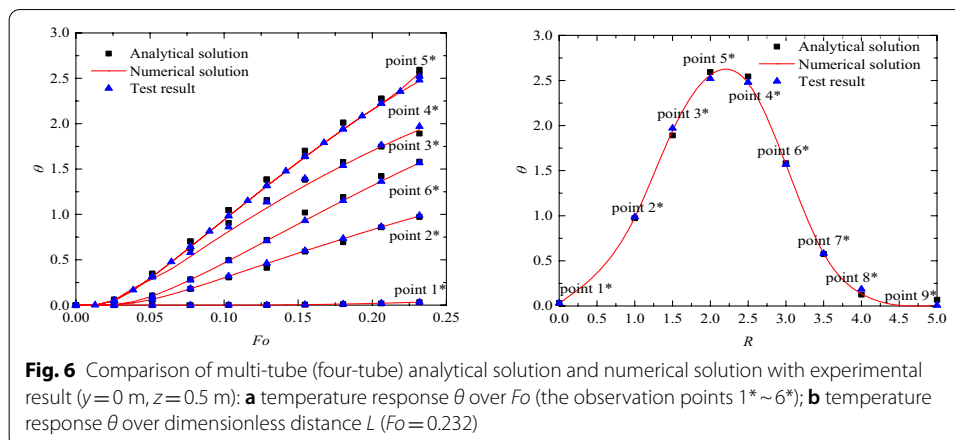 3.0
2.5
2.0
1.5
1.0
0.5
0.0
θ
Analytical solution
Numerical solution
Test result
point 5*
point 4*
point 3*
point 6*
point 2*
point 1*
0.00 0.05 0.10 0.15 0.20 0.25
Fo
3.0
2.5
2.0
1.5
1.0
0.5
0.0
θ
Analytical solution
Numerical solution
Test result
point 5*
point 4*
point 3*
point 6*
point 2*
point 7*
point 8*
point 1*
point 9*
0.0 0.5 1.0 1.5 2.0 2.5 3.0 3.5 4.0 4.5 5.0
R
Fig. 6 Comparison of multi-tube (four-tube) analytical solution and numerical solution with experimental
result (y = 0 m, z = 0.5 m): a temperature response θ over Fo (the observation points 1* ~ 6*); b temperature
response θ over dimensionless distance L (Fo = 0.232)